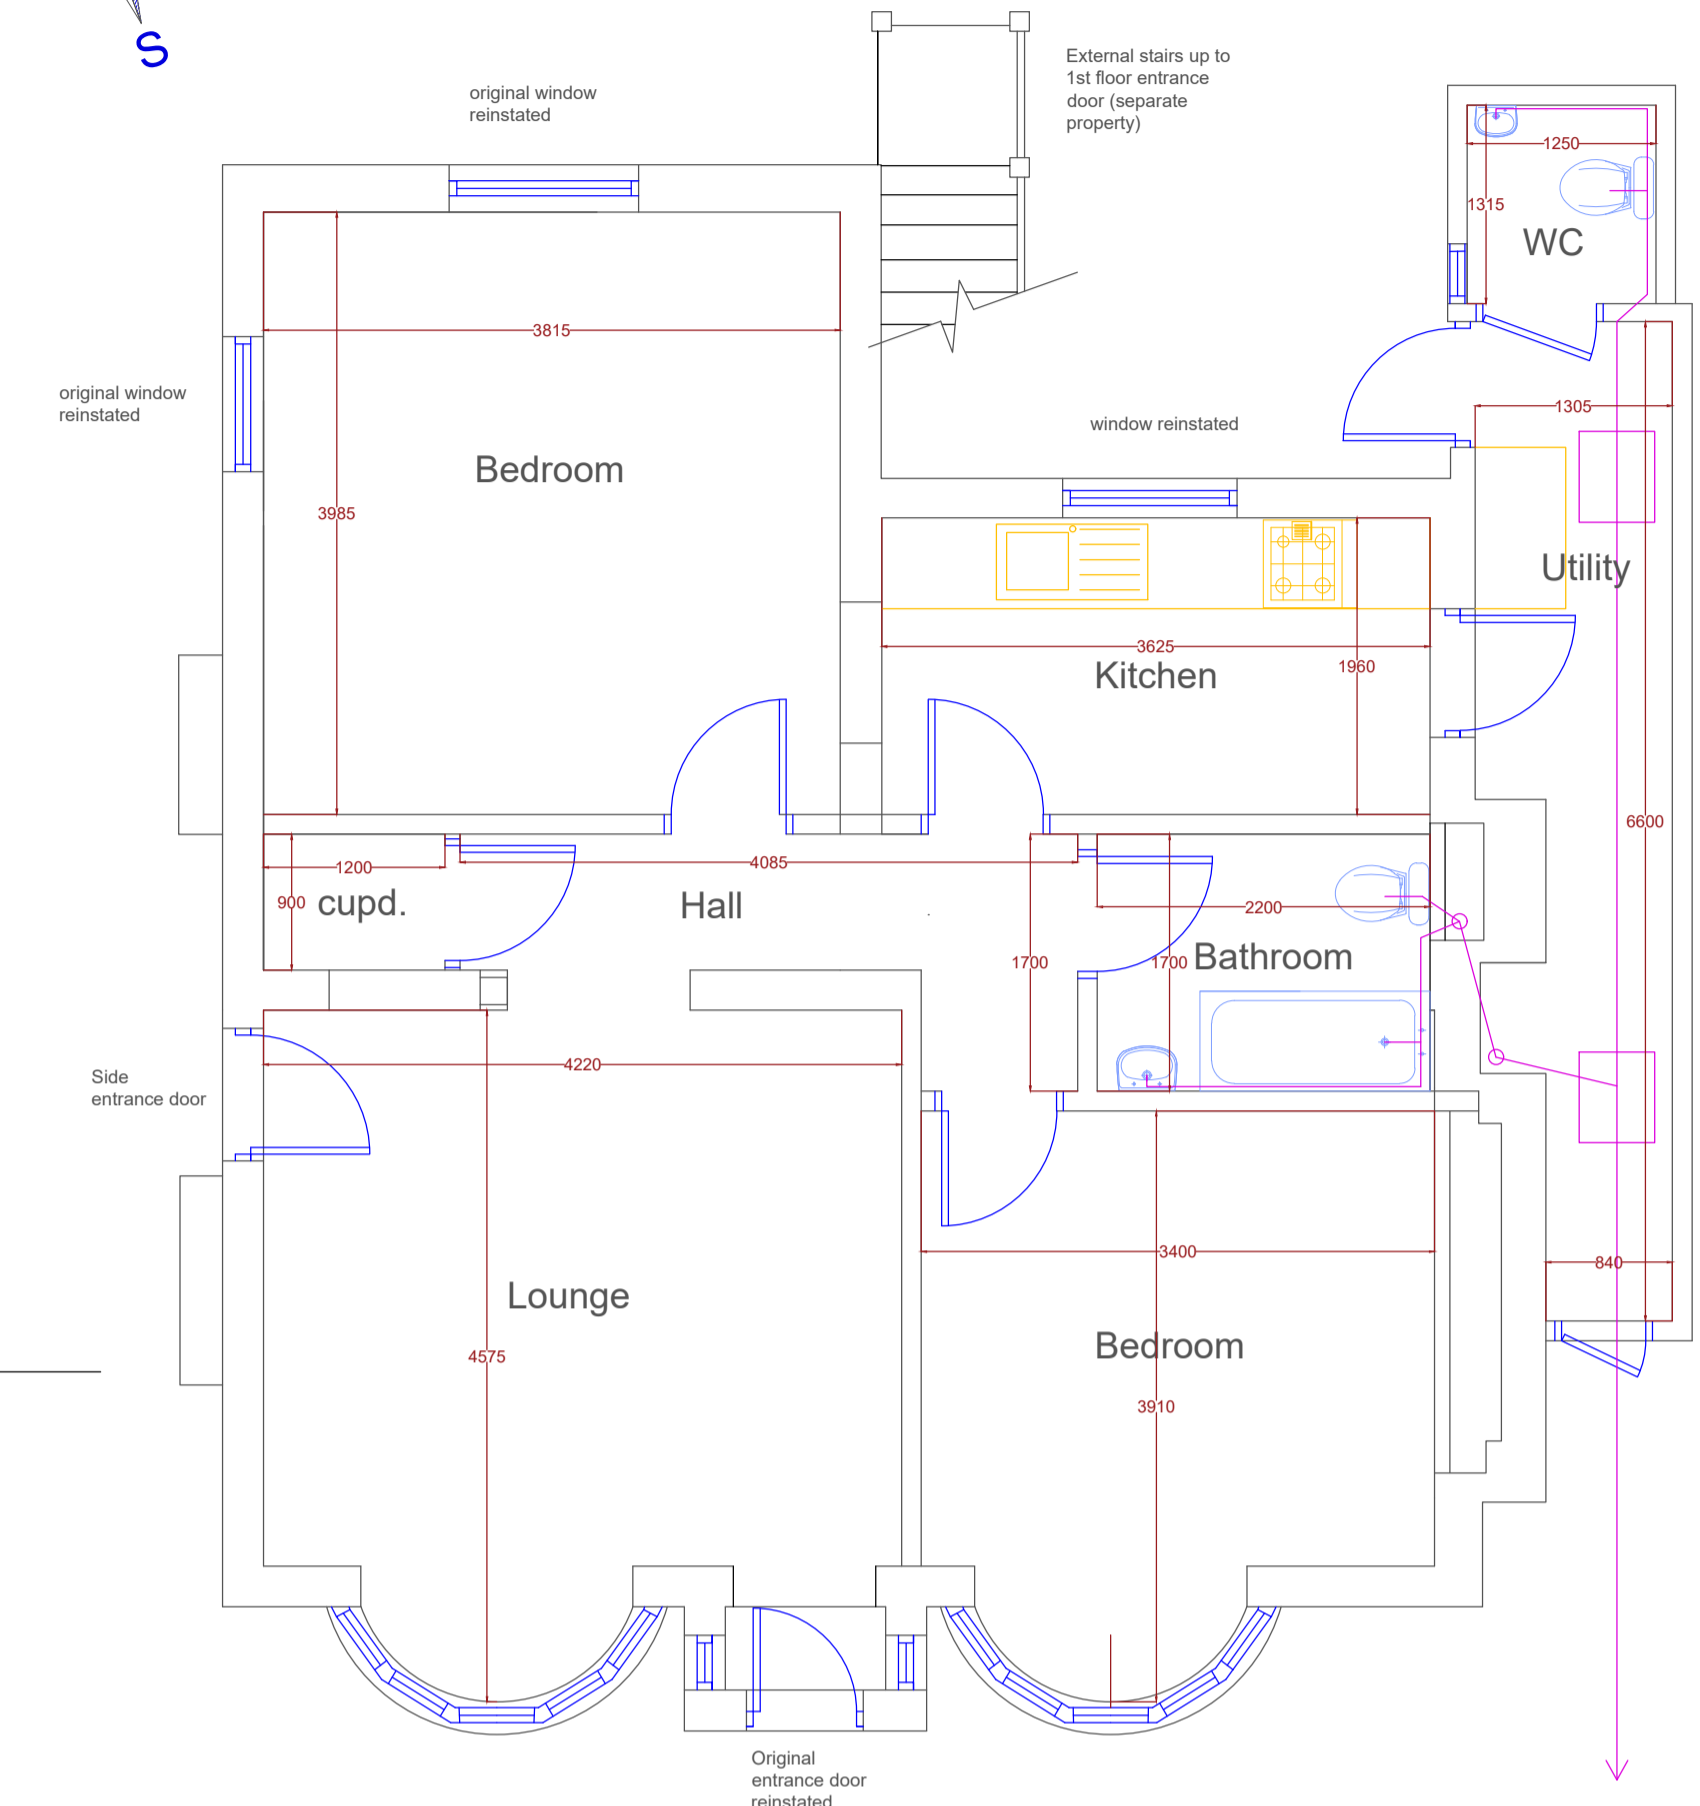 S
original window
reinstated
External stairs up to
1st floor entrance
door (separate
property)
1250
1315
WC
3815
original window
reinstated
window reinstated
1305
Bedroom
3985
Utility
3625
Kitchen
1960
6600
1200
4085
900
cupd.
Hall
2200
1700
1700
Bathroom
4220
Side
entrance door
3400
840
Lounge
Bedroom
4575
3910
Original
entrance door
reinstated